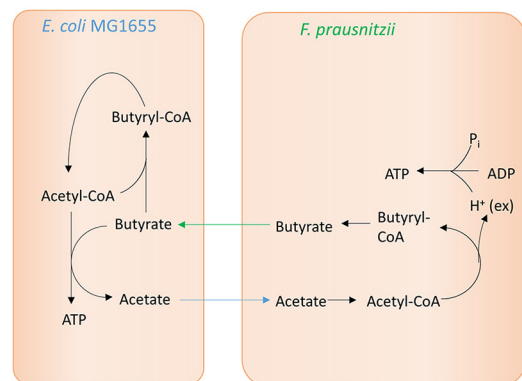 E. coli MG1655
Butyryl-CoA
Acetyl-CoA
Butyrate
Acetate
ATP
F. prausnitzii
Pi
ATP
ADP
H+ (ex)
Butyryl-
CoA
Butyrate
Acetate
Acetyl-CoA